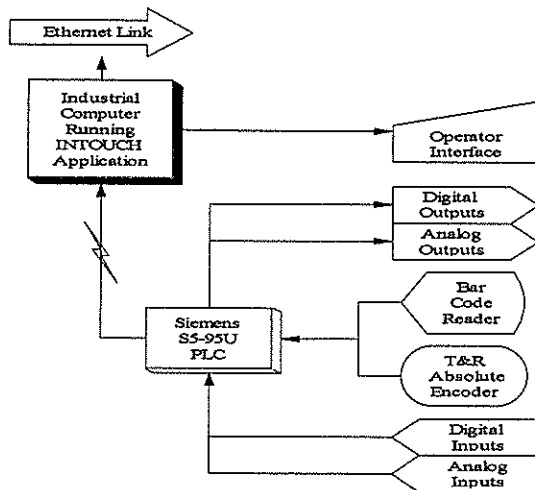 Ethernet Link
Industrial
Computer
Running
INTOUCH
Application
Operator
Interface
Digital
Outputs
Analog
Outputs
Bar
Code
Reader
Siemens
S5-95U
PLC
T&R
Absolute
Encoder
Digital
Inputs
Analog
Inputs